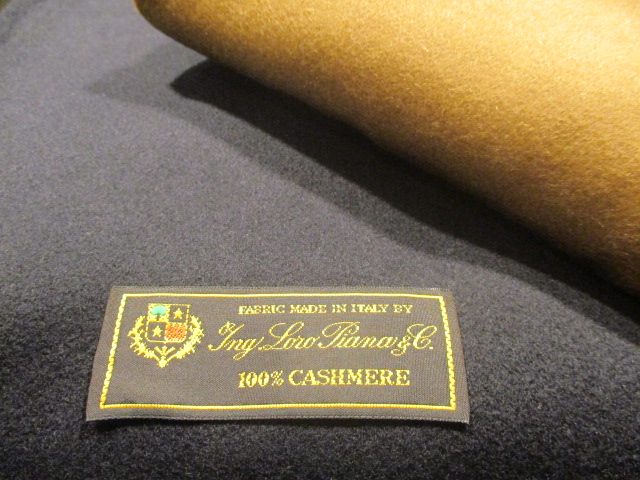 FABRIC MADE IN ITALY BY
Ing. Loro Piana & C.
100% CASHMERE